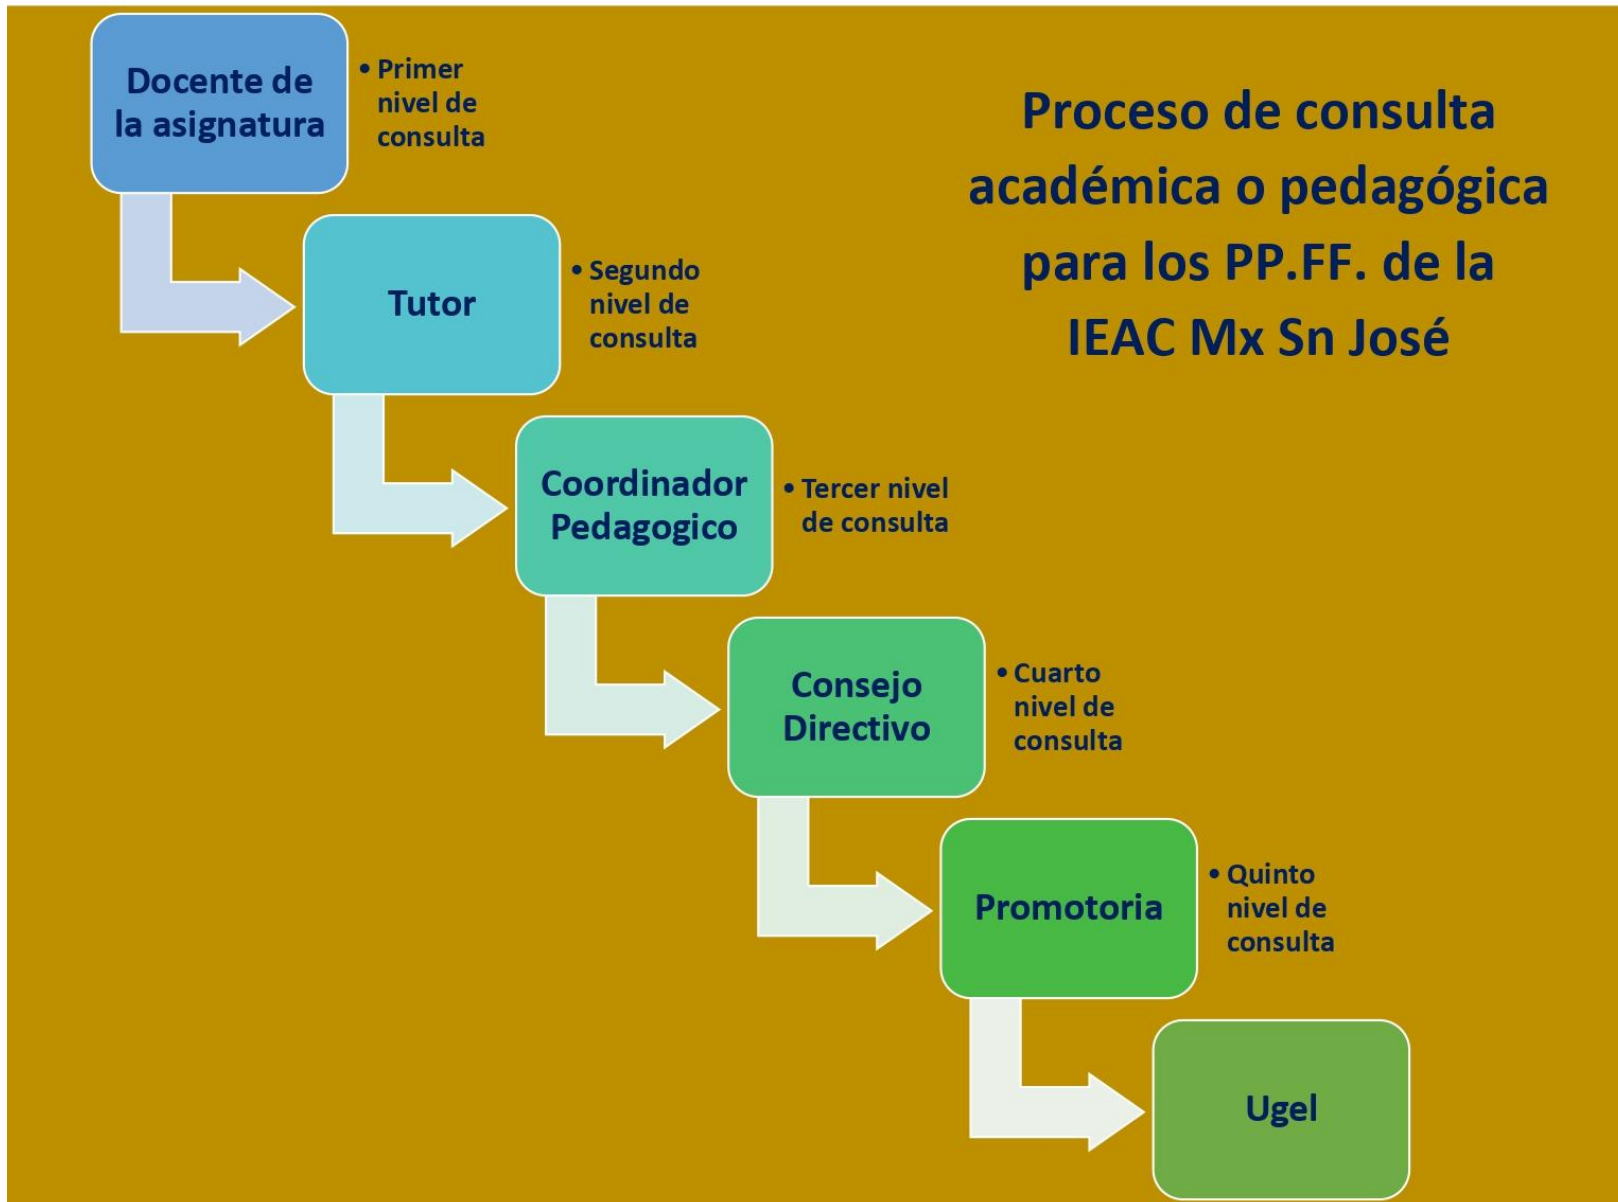 Proceso de consulta
académica o pedagógica
para los PP.FF. de la
IEAC Mx Sn José
Docente de
la asignatura
• Primer
nivel de
consulta
Tutor
• Segundo
nivel de
consulta
Coordinador
Pedagogico
• Tercer nivel
de consulta
Consejo
Directivo
• Cuarto
nivel de
consulta
Promotoria
• Quinto
nivel de
consulta
Ugel